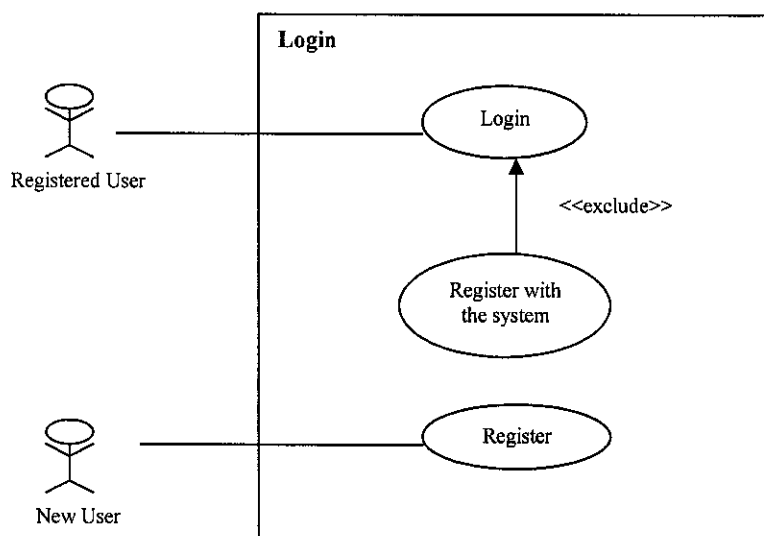 Login
Login
Registered User
<<exclude>>
Register with
the system
Register
New User